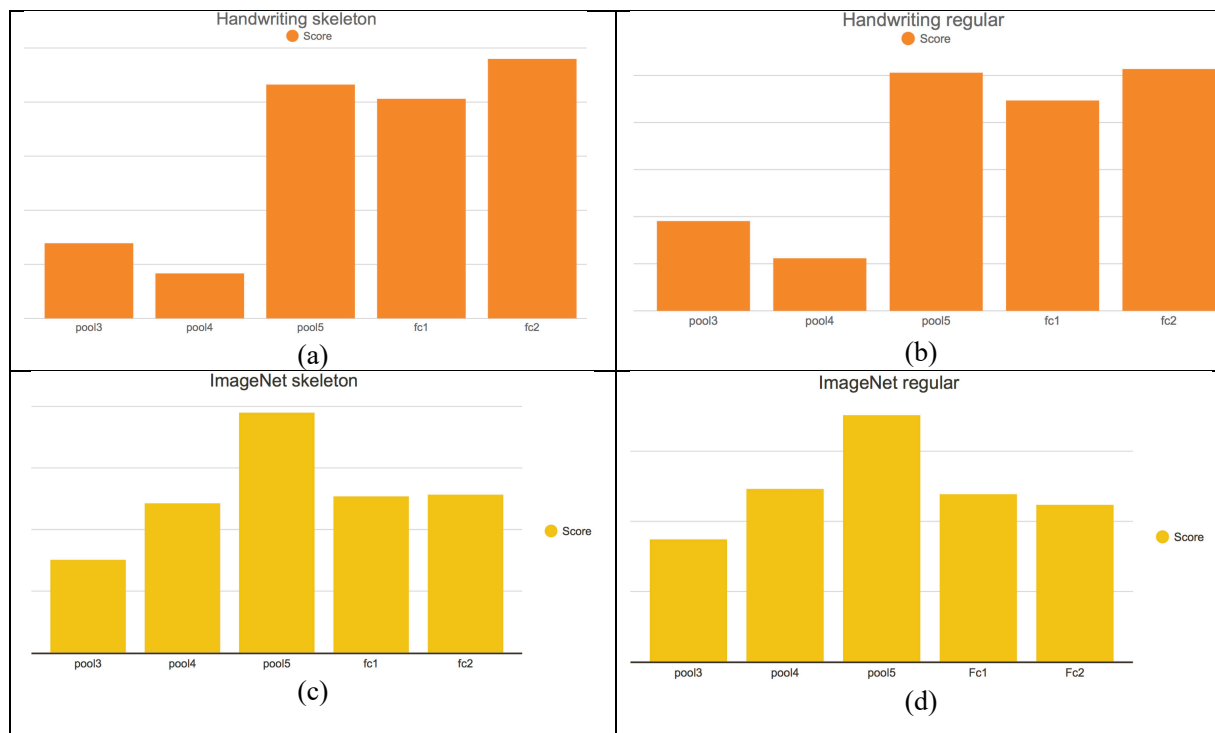 Handwriting skeleton
Score
pool3 pool4 pool5 fc1 fc2
(a)
Handwriting regular
Score
pool3 pool4 pool5 fc1 fc2
(b)
ImageNet skeleton
Score
pool3 pool4 pool5 fc1 fc2
(c)
ImageNet regular
Score
pool3 pool4 pool5 Fc1 Fc2
(d)